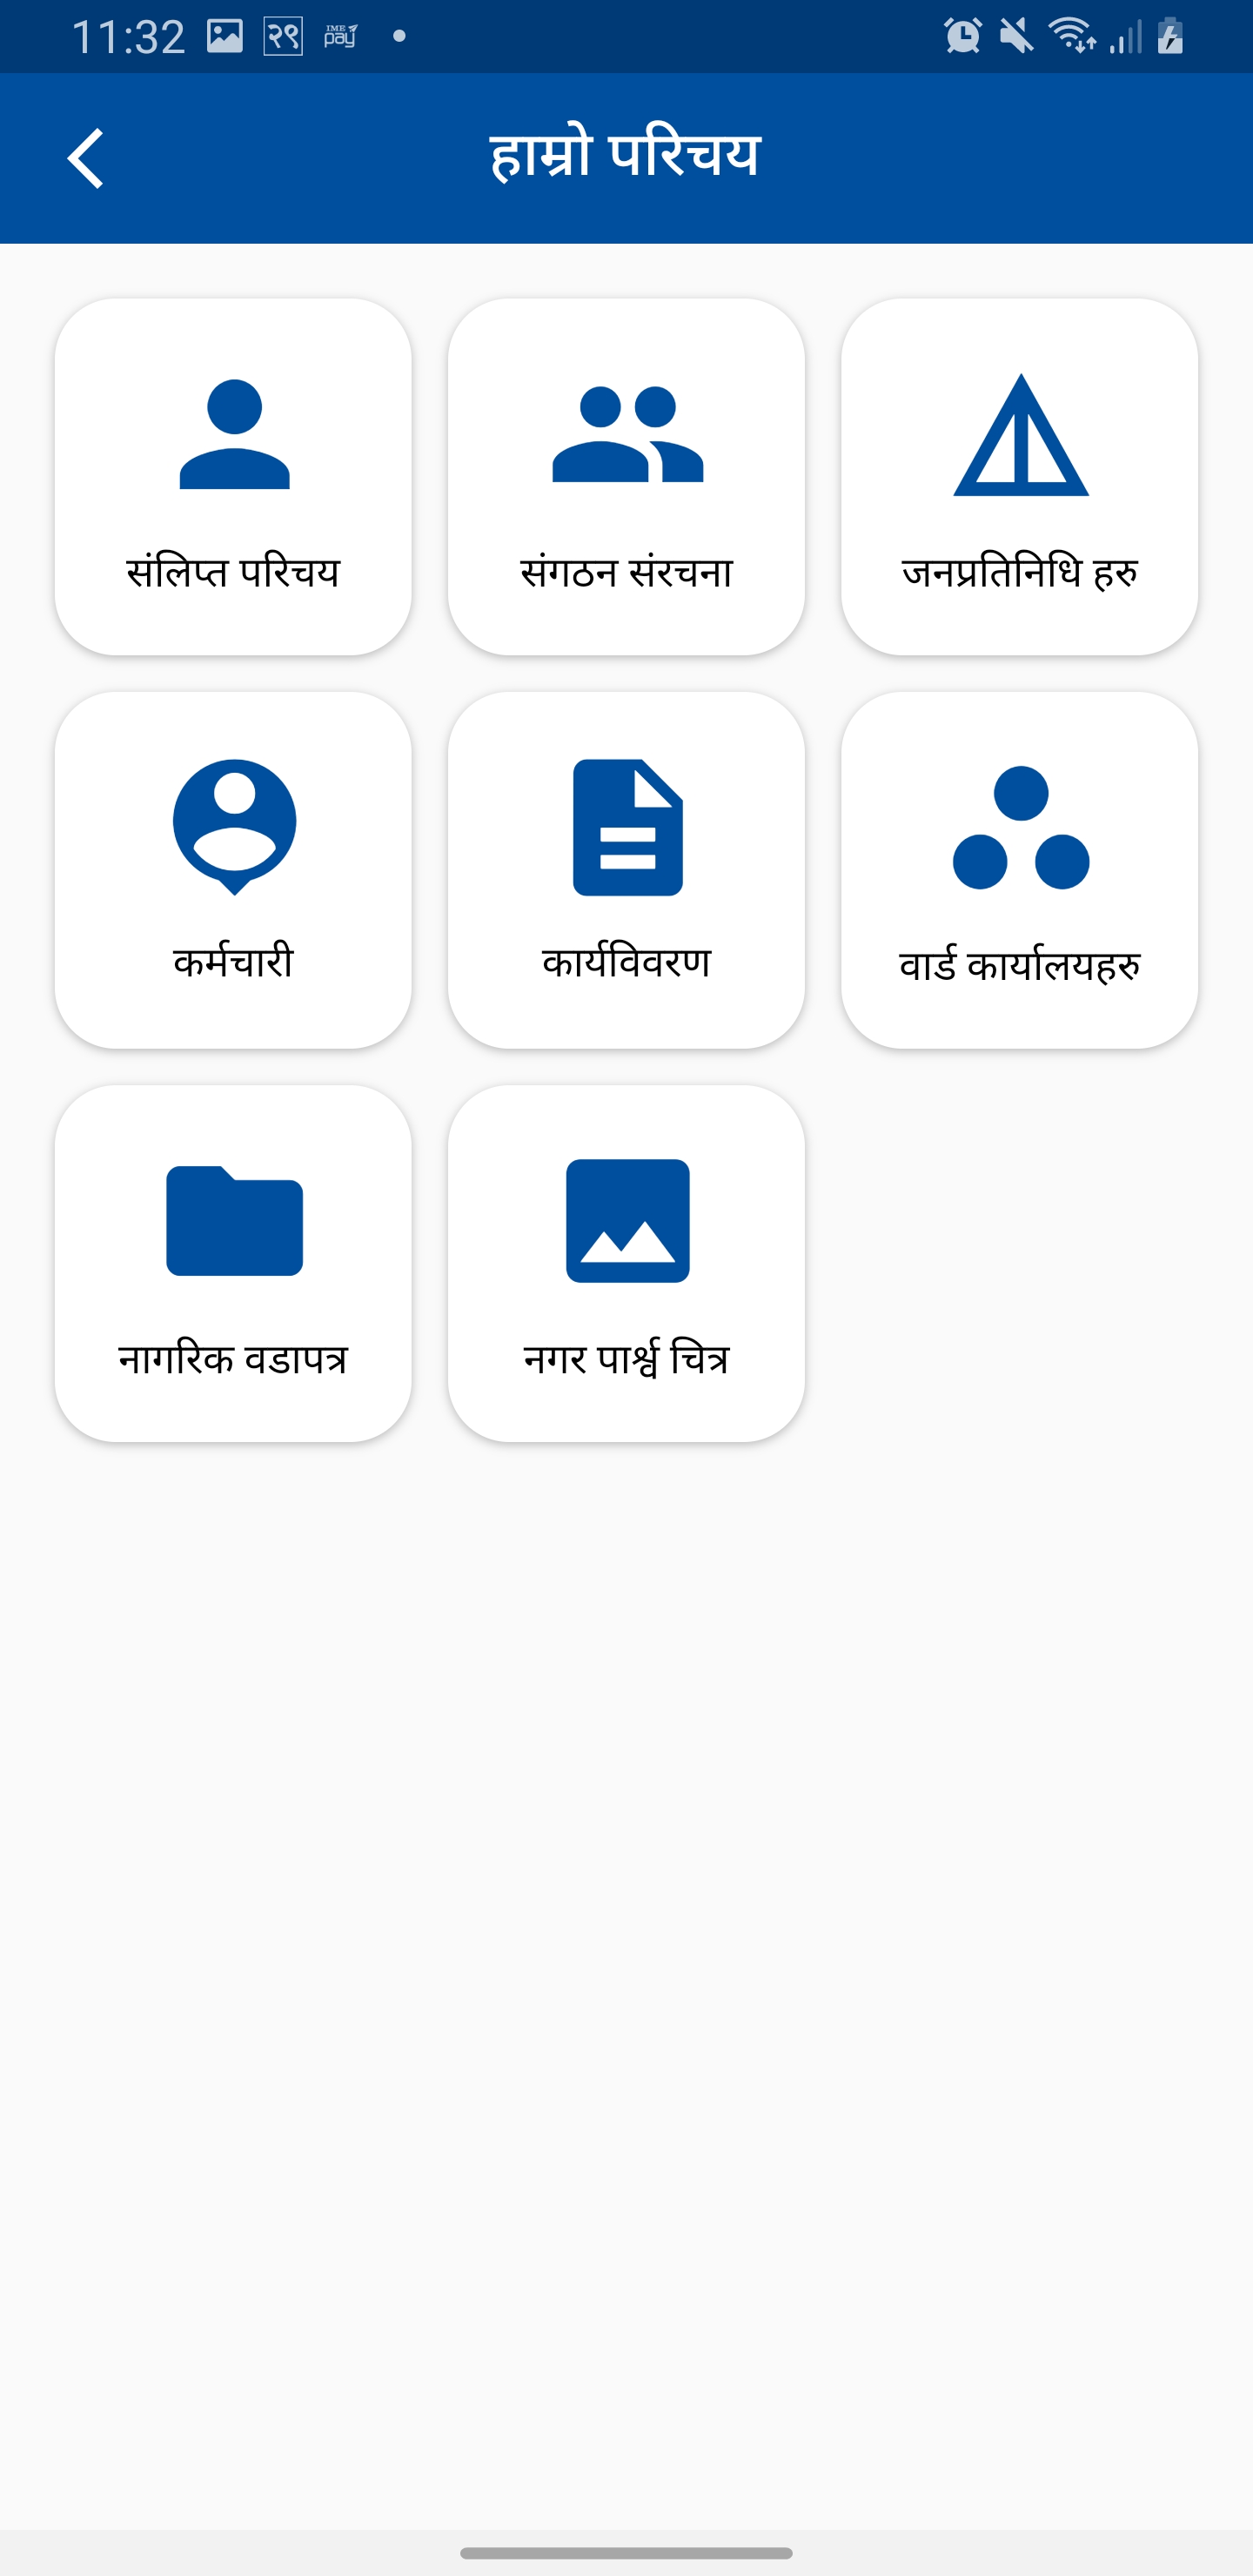 11:32 २९ IME pay
हाम्रो परिचय
संलिप्त परिचय संगठन संरचना जनप्रतिनिधि हरु
कर्मचारी कार्यविवरण वार्ड कार्यालयहरु
नागरिक वडापत्र नगर पार्श्व चित्र